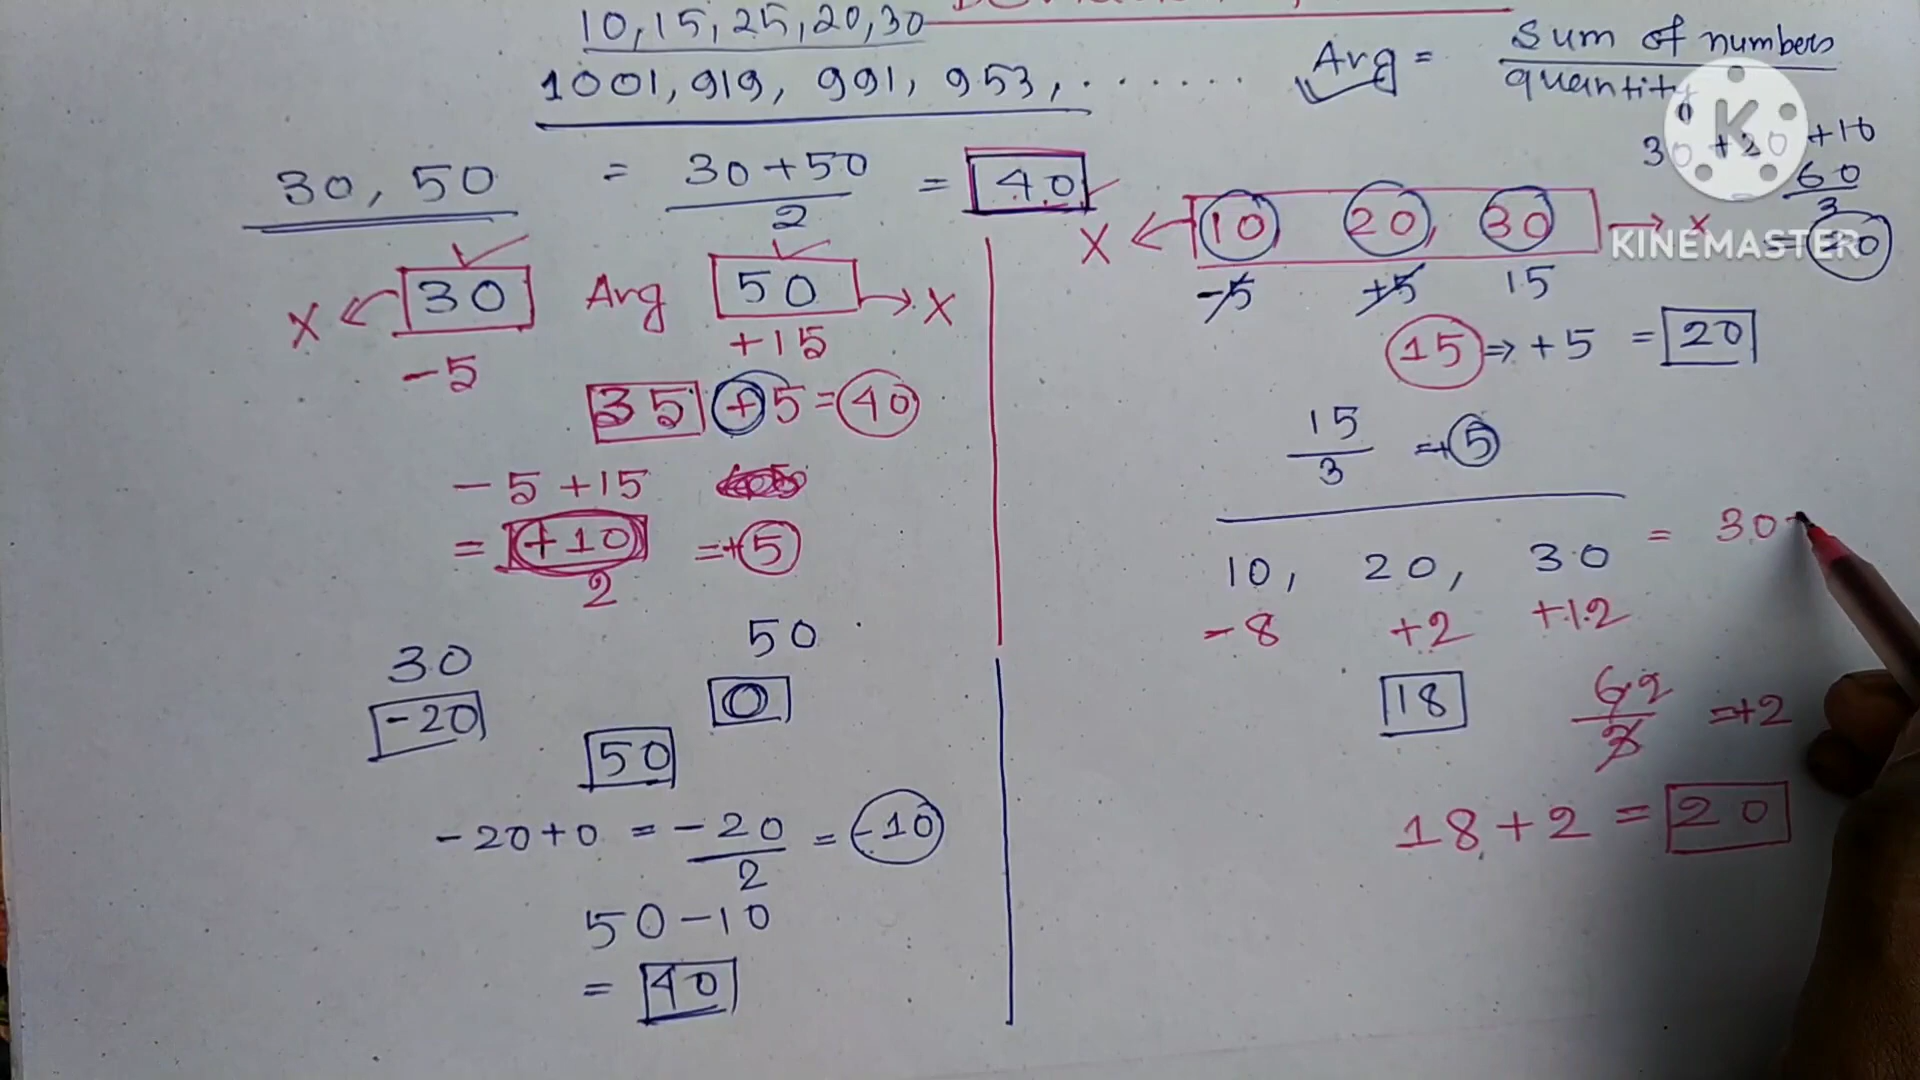 10, 15, 25, 20, 30
1001, 919, 991, 953, .......
Avg = Sum of numbers
quantity
30 + 20 + 10
60
3
= 20
30, 50 = 30 + 50 = 40
2
x 30 Avg 50 x
-5 +15
35 + 5 = 40
-5 + 15
= +10 = +5
2
30 50
-20 0
50
-20 + 0 = -20 = -10
2
50 - 10
= 40
x 10 20, 30 x
-5 +5 15
15 ⇒ +5 = 20
15 = +5
3
10, 20, 30 = 30+
-8 +2 +12
18 6 2 = +2
3
18 + 2 = 20
K
KINEMASTER